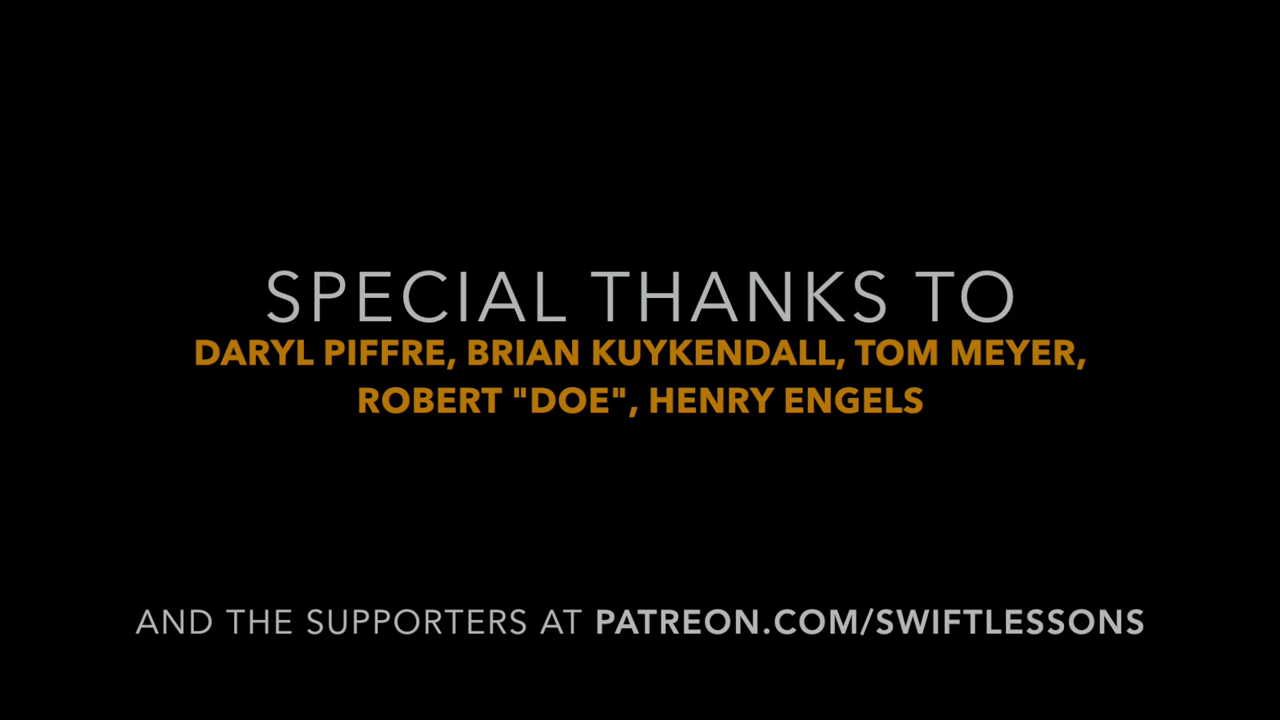 SPECIAL THANKS TO
DARYL PIFFRE, BRIAN KUYKENDALL, TOM MEYER,
ROBERT "DOE", HENRY ENGELS
AND THE SUPPORTERS AT PATREON.COM/SWIFTLESSONS